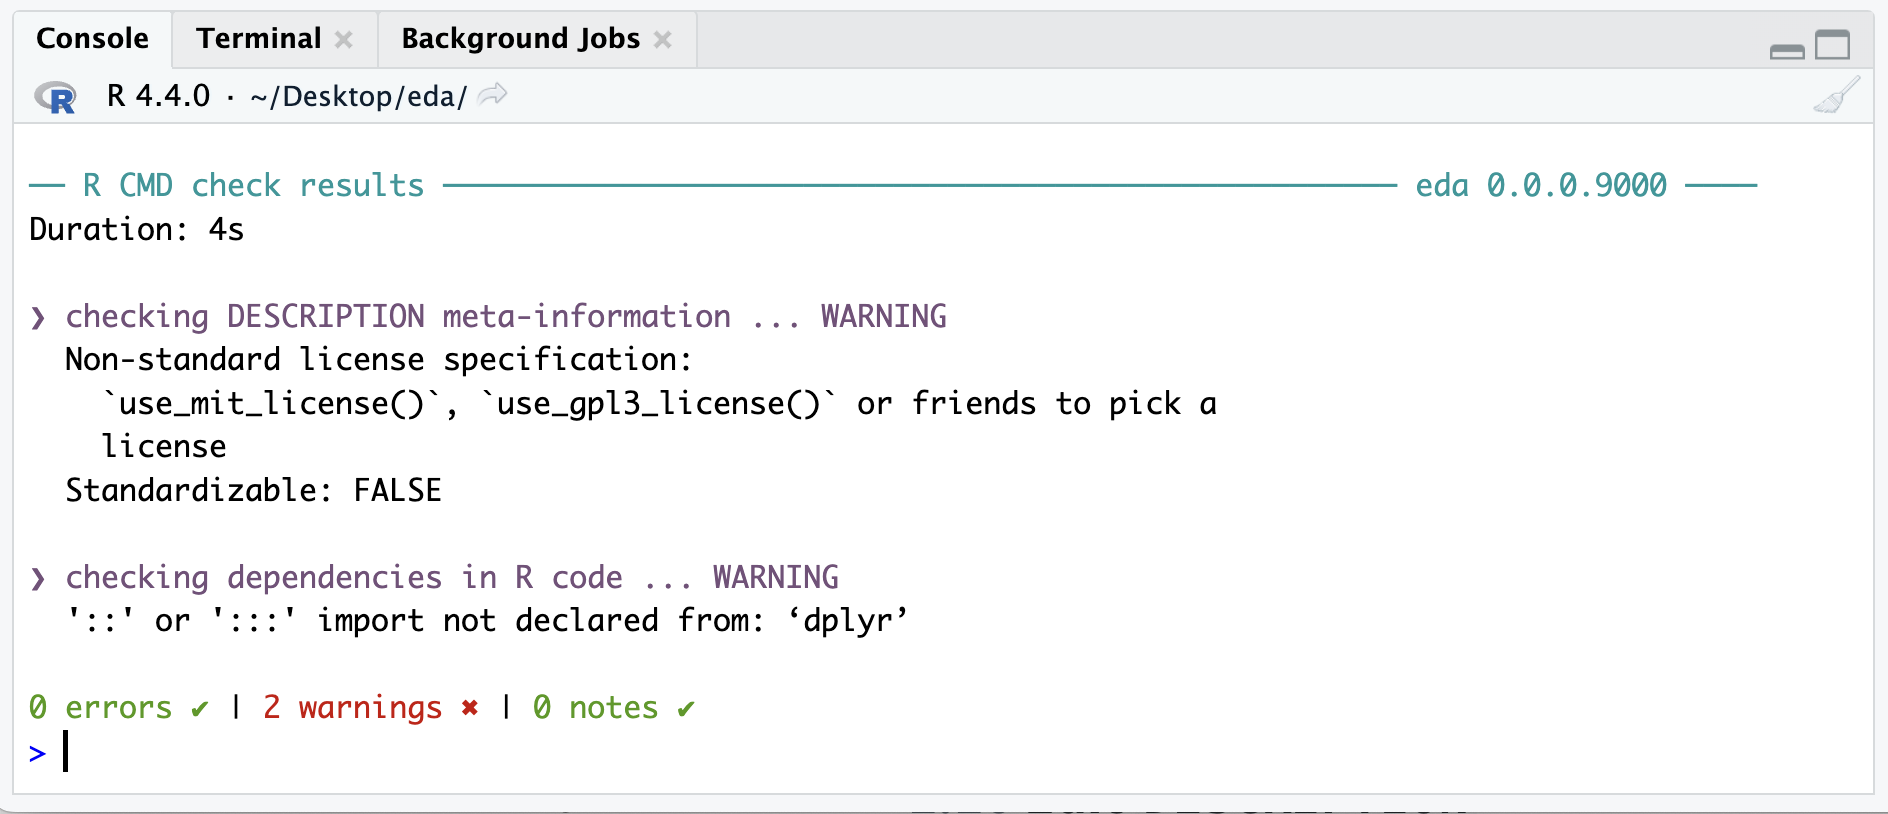 Console Terminal Background Jobs
R 4.4.0 · ~/Desktop/eda/
── R CMD check results ──────────────────── eda 0.0.0.9000 ────
Duration: 4s
❯ checking DESCRIPTION meta-information ... WARNING
Non-standard license specification:
`use_mit_license()`, `use_gpl3_license()` or friends to pick a
license
Standardizable: FALSE
❯ checking dependencies in R code ... WARNING
'::' or ':::' import not declared from: ‘dplyr’
0 errors ✔ | 2 warnings ✖ | 0 notes ✔
>